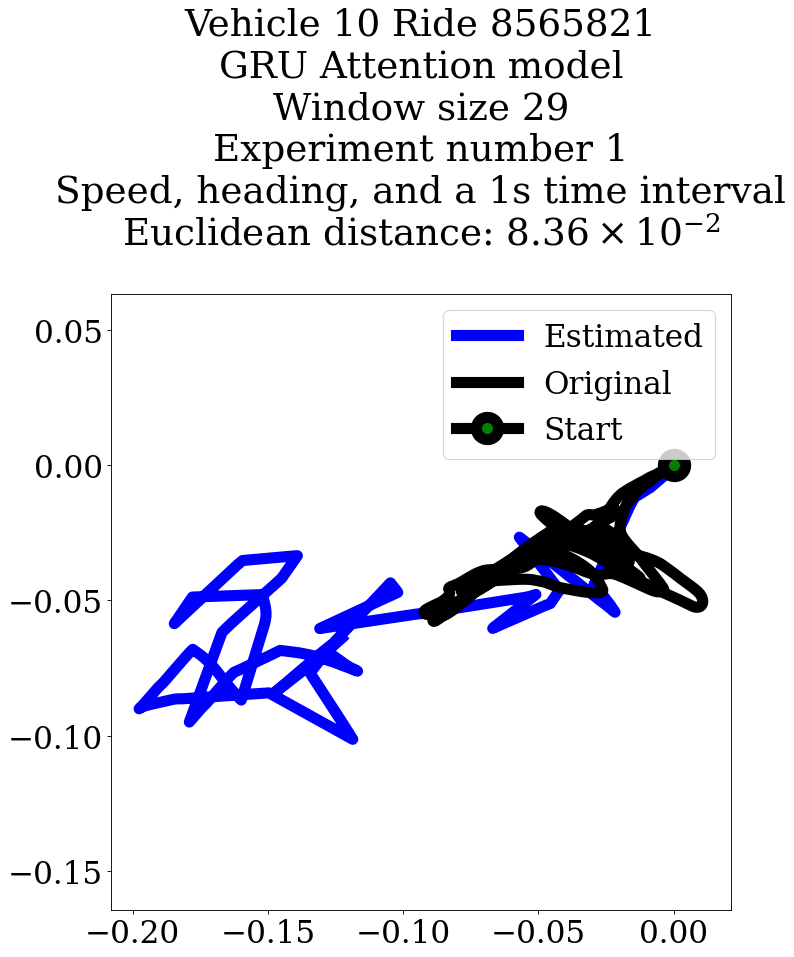 Vehicle 10 Ride 8565821
GRU Attention model
Window size 29
Experiment number 1
Speed, heading, and a 1s time interval
Euclidean distance: 8.36 × 10⁻²
Estimated
Original
Start
0.05
0.00
−0.05
−0.10
−0.15
−0.20 −0.15 −0.10 −0.05 0.00